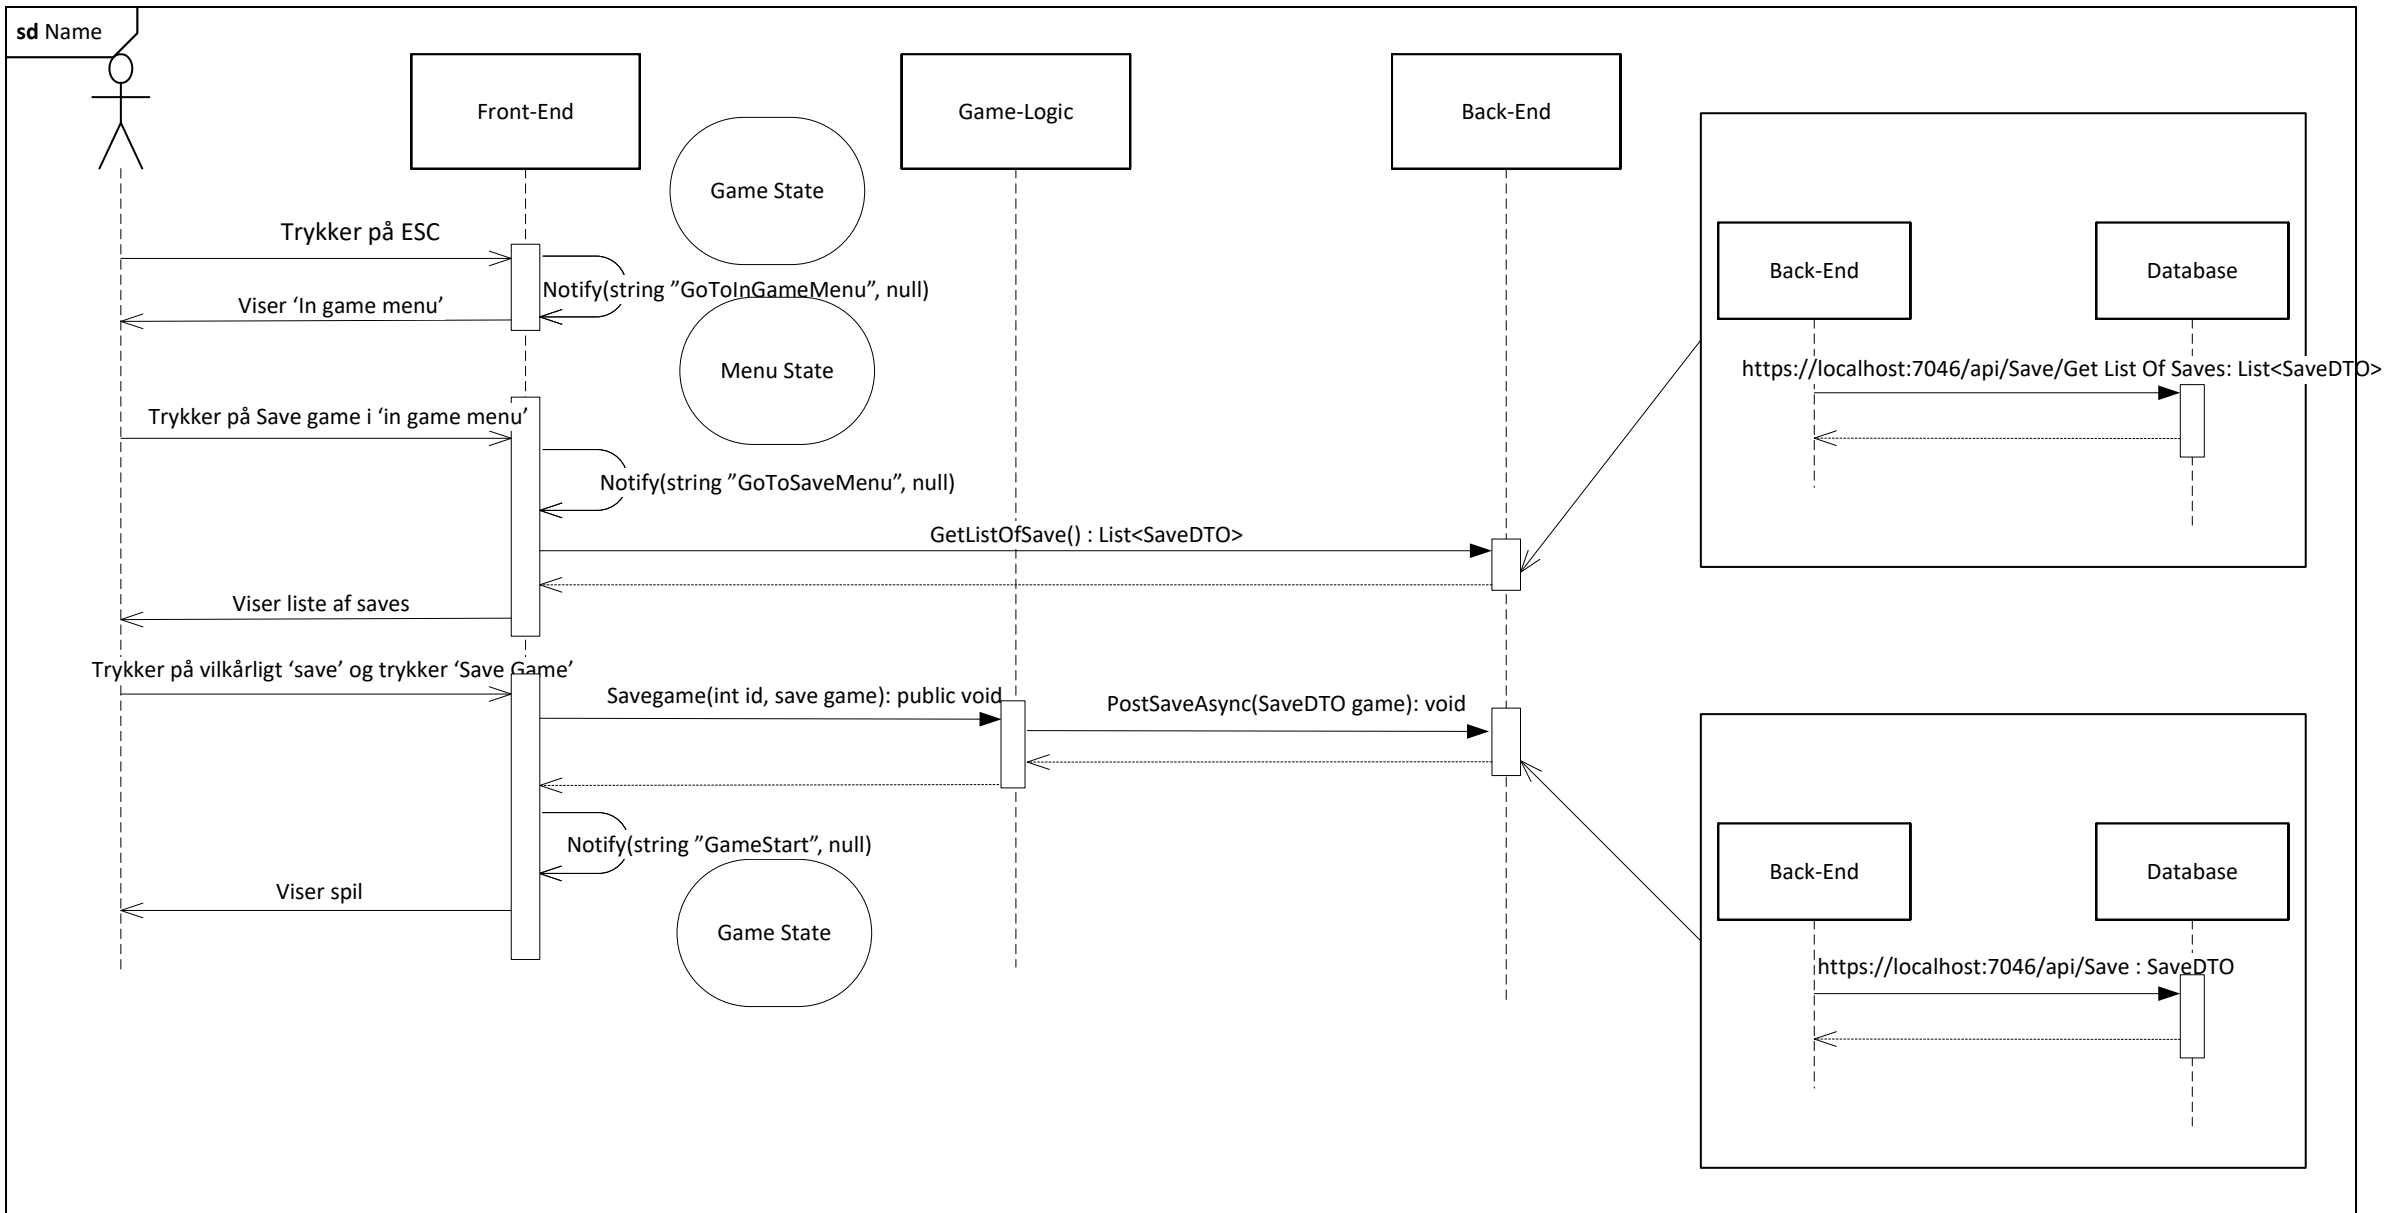 sd Name
Front-End
Game-Logic
Back-End
Game State
Trykker på ESC
Notify(string ”GoToInGameMenu”, null)
Viser ‘In game menu’
Menu State
Back-End
Database
https://localhost:7046/api/Save/Get List Of Saves: List<SaveDTO>
Trykker på Save game i ‘in game menu’
Notify(string ”GoToSaveMenu”, null)
GetListOfSave() : List<SaveDTO>
Viser liste af saves
Trykker på vilkårligt ‘save’ og trykker ‘Save Game’
Savegame(int id, save game): public void
PostSaveAsync(SaveDTO game): void
Notify(string ”GameStart”, null)
Viser spil
Game State
Back-End
Database
https://localhost:7046/api/Save : SaveDTO